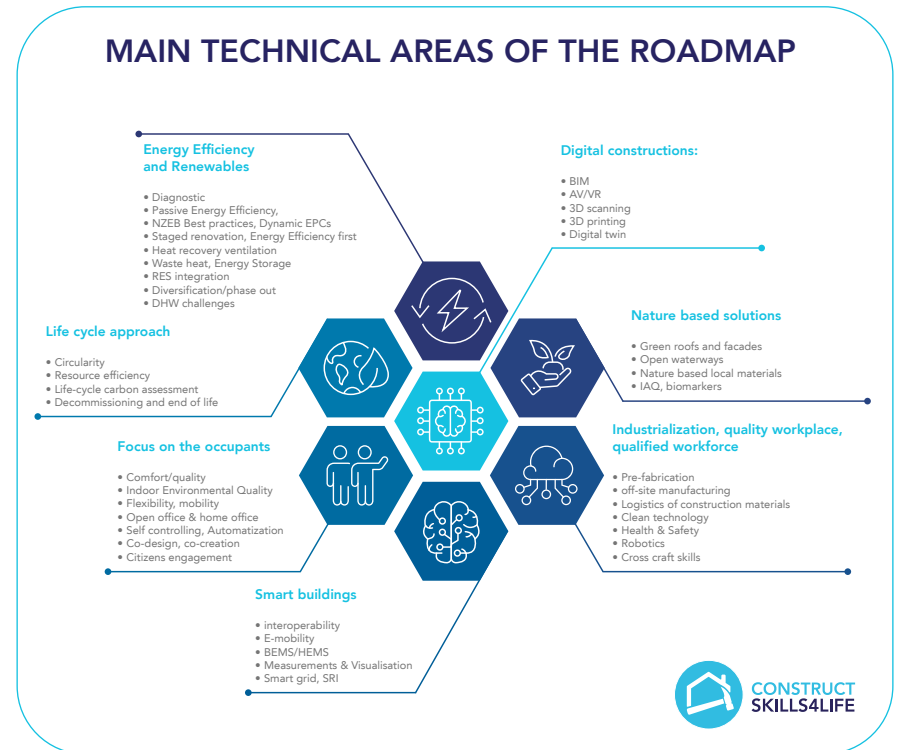 MAIN TECHNICAL AREAS OF THE ROADMAP
Energy Efficiency
and Renewables
• Diagnostic
• Passive Energy Efficiency,
• NZEB Best practices, Dynamic EPCs
• Staged renovation, Energy Efficiency first
• Heat recovery ventilation
• Waste heat, Energy Storage
• RES integration
• Diversification/phase out
• DHW challenges
Digital constructions:
• BIM
• AV/VR
• 3D scanning
• 3D printing
• Digital twin
Life cycle approach
• Circularity
• Resource efficiency
• Life-cycle carbon assessment
• Decommissioning and end of life
Nature based solutions
• Green roofs and facades
• Open waterways
• Nature based local materials
• IAQ, biomarkers
Focus on the occupants
• Comfort/quality
• Indoor Environmental Quality
• Flexibility, mobility
• Open office & home office
• Self controlling, Automatization
• Co-design, co-creation
• Citizens engagement
Industrialization, quality workplace,
qualified workforce
• Pre-fabrication
• off-site manufacturing
• Logistics of construction materials
• Clean technology
• Health & Safety
• Robotics
• Cross craft skills
Smart buildings
• interoperability
• E-mobility
• BEMS/HEMS
• Measurements & Visualisation
• Smart grid, SRI
CONSTRUCT
SKILLS4LIFE